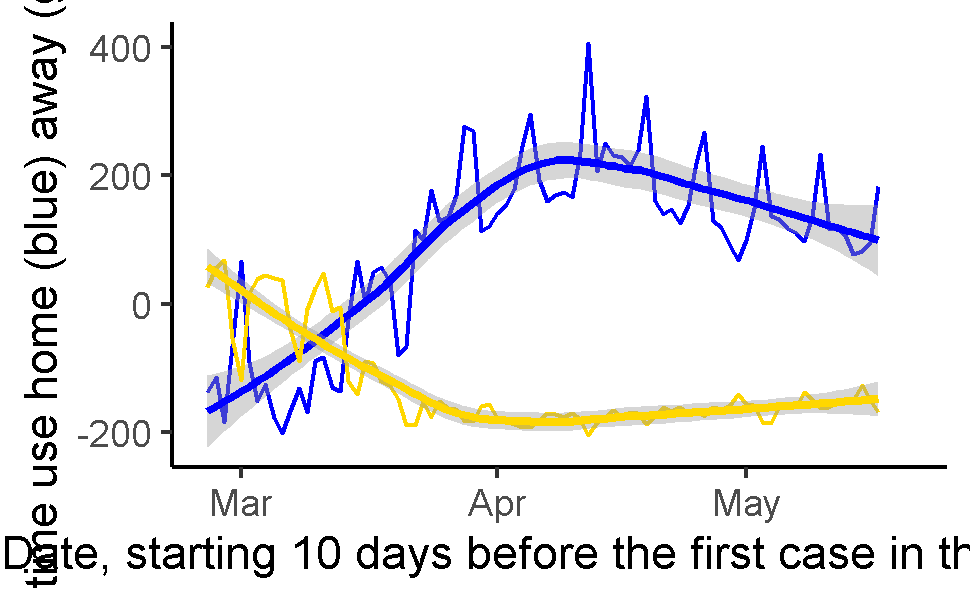 time use home (blue) away (
400
200
0
-200
Mar Apr May
Date, starting 10 days before the first case in th